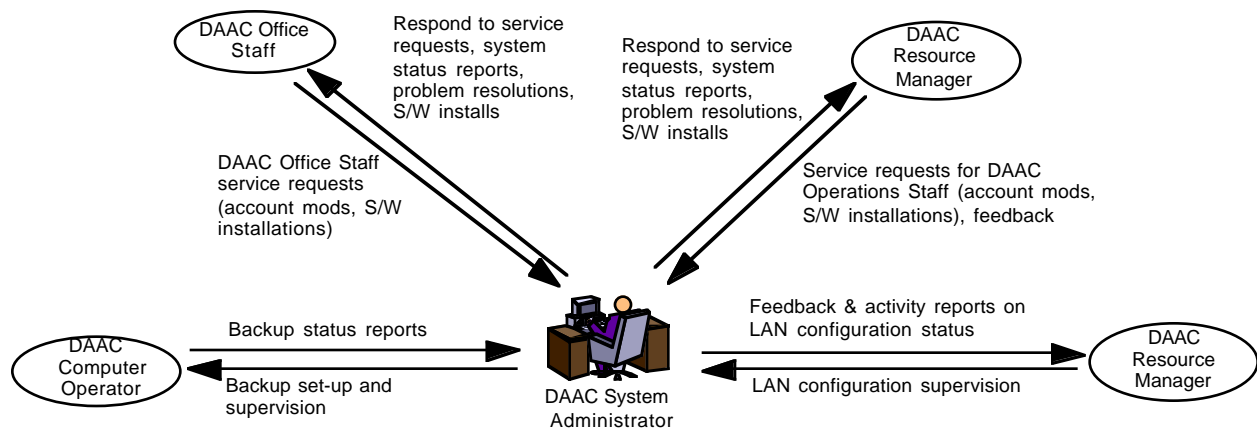 DAAC Office
Staff
Respond to service
requests, system
status reports,
problem resolutions,
S/W installs
Respond to service
requests, system
status reports,
problem resolutions,
S/W installs
DAAC
Resource
Manager
DAAC Office Staff
service requests
(account mods, S/W
installations)
Service requests for DAAC
Operations Staff (account mods,
S/W installations), feedback
Backup status reports
Feedback & activity reports on
LAN configuration status
DAAC
Computer
Operator
DAAC
Resource
Manager
Backup set-up and
supervision
LAN configuration supervision
DAAC System
Administrator